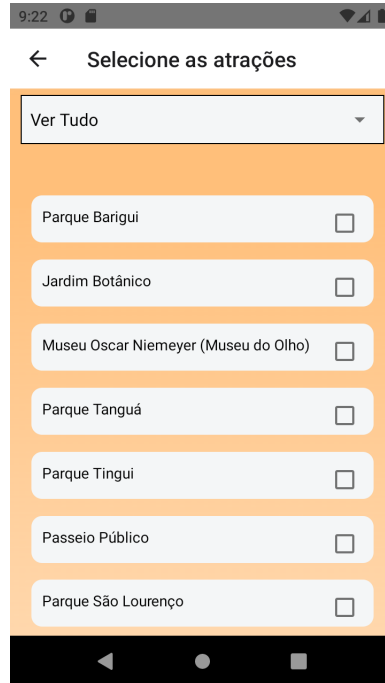 9:22
Selecione as atrações
Ver Tudo
Parque Barigui
Jardim Botânico
Museu Oscar Niemeyer (Museu do Olho)
Parque Tanguá
Parque Tingui
Passeio Público
Parque São Lourenço